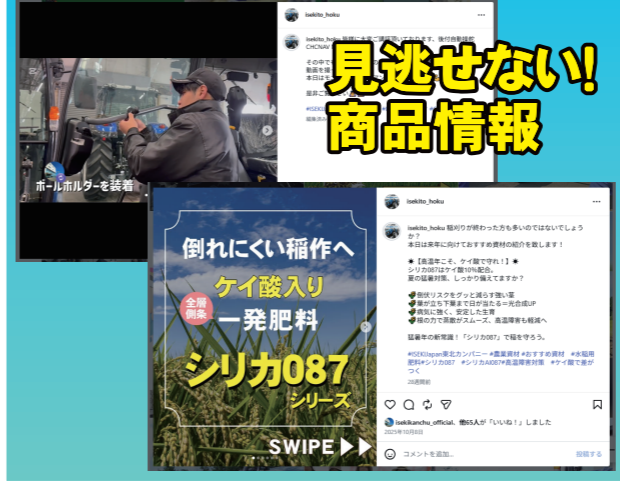 見逃せない!
商品情報
isekito_hoku
isekito_hoku
CHCNAV
ボールホルダーを装着
isekito_hoku
倒れにくい稲作へ
ケイ酸入り
全層
側条
一発肥料
シリカ087
シリーズ
SWIPE
isekito_hoku 稲刈りが終わった方も多いのではないでしょう
か?
本日は来年に向けておすすめ資材の紹介を致します!
☀【高温年こそ、ケイ酸で守れ!】☀
シリカ087はケイ酸10%配合。
夏の猛暑対策、しっかり備えてますか?
倒伏リスクをグッと減らす強い茎
葉が立ち下葉まで日が当たる=光合成UP
病気に強く、安定した生育
根の力で蒸散がスムーズ、高温障害も軽減へ
猛暑年の新常識!「シリカ087」で稲を守ろう。
#ISEKIJapan東北カンパニー #農業資材 #おすすめ資材 #水稲用
肥料 #シリカ087 #シリカAI087 #高温障害対策 #ケイ酸で差が
つく
28週間前
isekikanchu_official、他65人が「いいね!」しました
2025年10月8日
コメントを追加...
投稿する